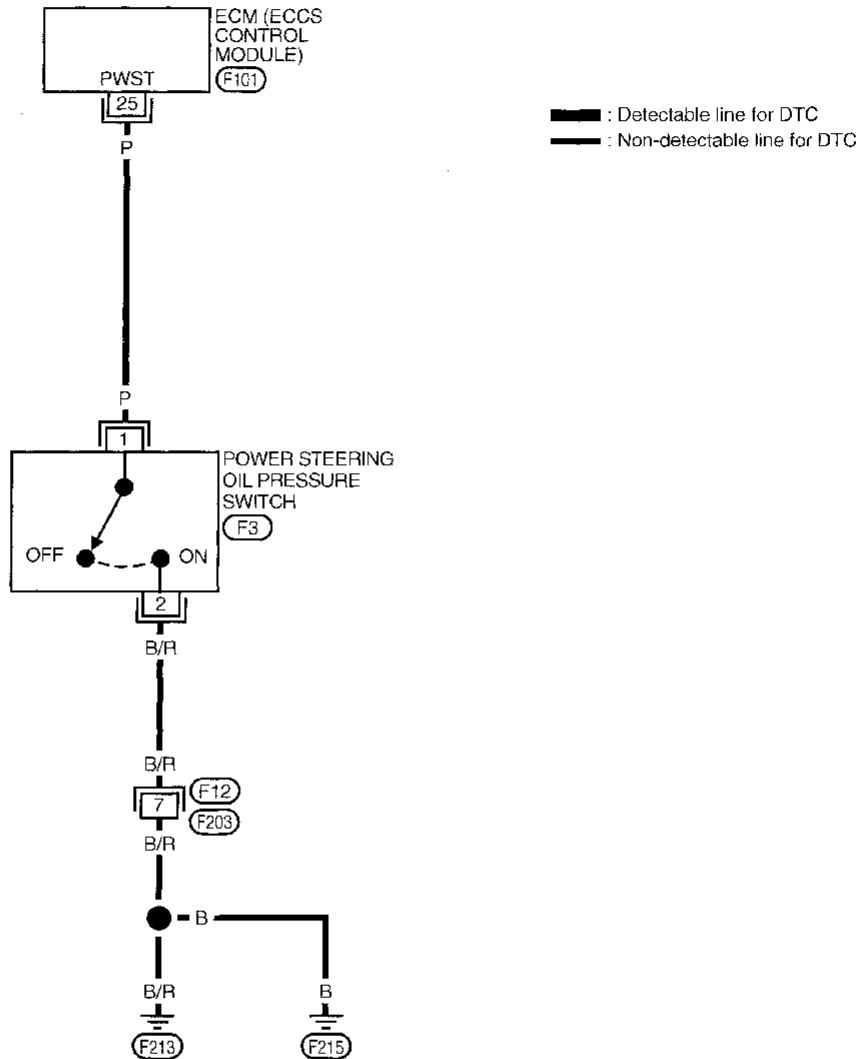 ECM (ECCS
CONTROL
MODULE)
F101
PWST
25
P
: Detectable line for DTC
: Non-detectable line for DTC
P
1
POWER STEERING
OIL PRESSURE
SWITCH
F3
OFF
ON
2
B/R
B/R
7
F12
F203
B/R
B
B/R
B
F213
F215